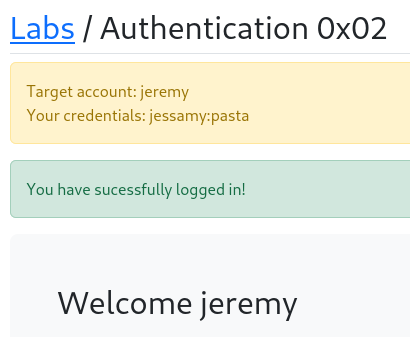 Labs / Authentication 0x02
Target account: jeremy
Your credentials: jessamy:pasta
You have sucessfully logged in!
Welcome jeremy